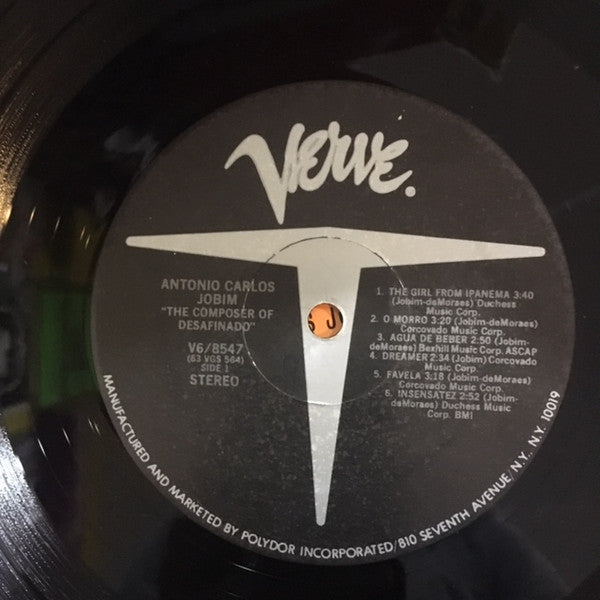 Verve.
ANTONIO CARLOS
JOBIM
"THE COMPOSER OF
DESAFINADO"
V6/8547
(63 VGS 564)
SIDE 1
STEREO
1. THE GIRL FROM IPANEMA 3:40
(Jobim-deMoraes) Duchess
Music Corp.
2. O MORRO 3:20 (Jobim-deMoraes)
Corcovado Music Corp.
3. AGUA DE BEBER 2:50 (Jobim-
deMoraes) Bexhill Music Corp. ASCAP
4. DREAMER 2:34 (Jobim) Corcovado
Music Corp.
5. FAVELA 3:18 (Jobim-deMoraes)
Corcovado Music Corp.
6. INSENSATEZ 2:52 (Jobim-
deMoraes) Duchess Music
Corp. BMI
MANUFACTURED AND MARKETED BY POLYDOR INCORPORATED/810 SEVENTH AVENUE, N.Y. N.Y. 10019